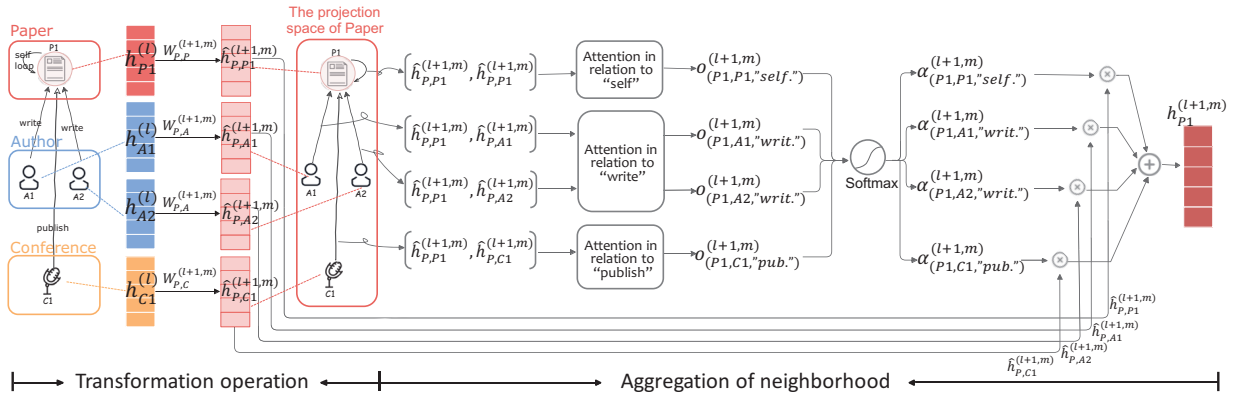 Paper
P1
self
loop
write
write
Author
A1
A2
publish
Conference
C1
h_{P1}^{(l)}
W_{P,P}^{(l+1,m)}
ĥ_{P,P1}^{(l+1,m)}
h_{A1}^{(l)}
W_{P,A}^{(l+1,m)}
ĥ_{P,A1}^{(l+1,m)}
h_{A2}^{(l)}
W_{P,A}^{(l+1,m)}
ĥ_{P,A2}^{(l+1,m)}
h_{C1}^{(l)}
W_{P,C}^{(l+1,m)}
ĥ_{P,C1}^{(l+1,m)}
The projection
space of Paper
P1
A1
A2
C1
[ĥ_{P,P1}^{(l+1,m)}, ĥ_{P,P1}^{(l+1,m)}]
Attention in
relation to
“self”
o_{(P1,P1,"self.")}^{(l+1,m)}
[ĥ_{P,P1}^{(l+1,m)}, ĥ_{P,A1}^{(l+1,m)}]
[ĥ_{P,P1}^{(l+1,m)}, ĥ_{P,A2}^{(l+1,m)}]
Attention in
relation to
“write”
o_{(P1,A1,"writ.")}^{(l+1,m)}
o_{(P1,A2,"writ.")}^{(l+1,m)}
[ĥ_{P,P1}^{(l+1,m)}, ĥ_{P,C1}^{(l+1,m)}]
Attention in
relation to
“publish”
o_{(P1,C1,"pub.")}^{(l+1,m)}
Softmax
α_{(P1,P1,"self.")}^{(l+1,m)}
α_{(P1,A1,"writ.")}^{(l+1,m)}
α_{(P1,A2,"writ.")}^{(l+1,m)}
α_{(P1,C1,"pub.")}^{(l+1,m)}
h_{P1}^{(l+1,m)}
ĥ_{P,P1}^{(l+1,m)}
ĥ_{P,A1}^{(l+1,m)}
ĥ_{P,A2}^{(l+1,m)}
ĥ_{P,C1}^{(l+1,m)}
Transformation operation
Aggregation of neighborhood